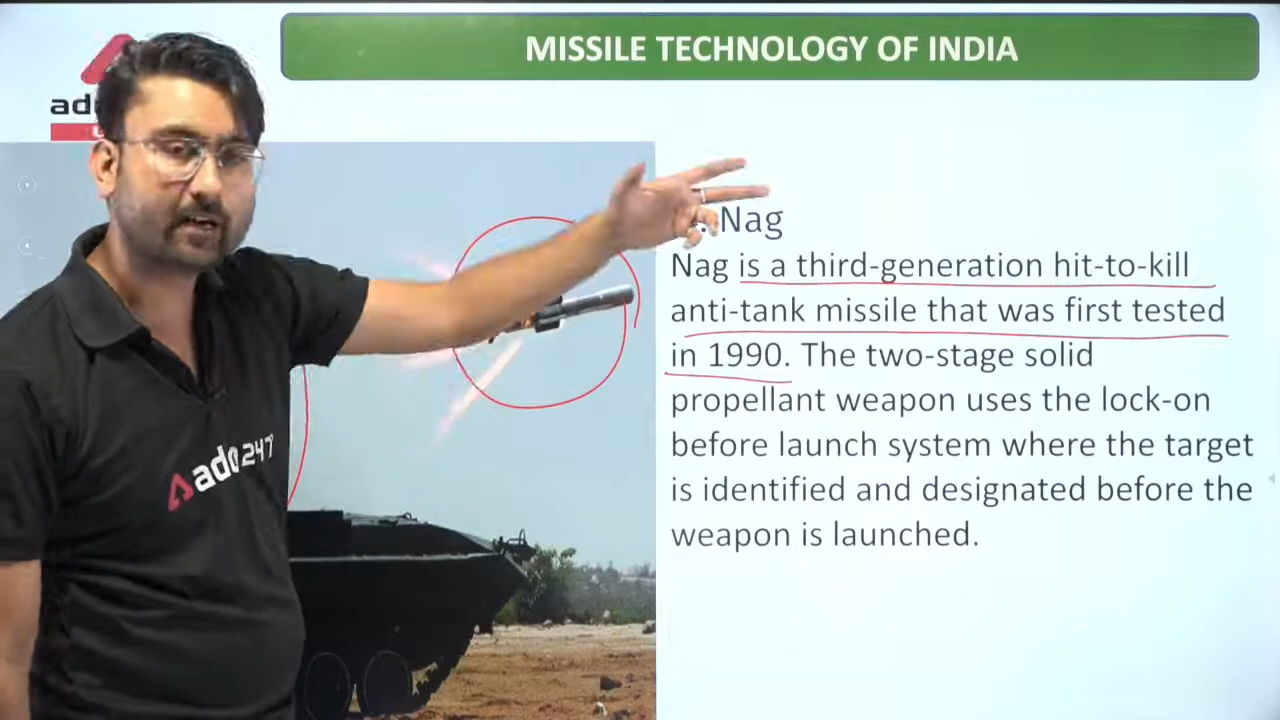 MISSILE TECHNOLOGY OF INDIA
ad
Nag
Nag is a third-generation hit-to-kill
anti-tank missile that was first tested
in 1990. The two-stage solid
propellant weapon uses the lock-on
before launch system where the target
is identified and designated before the
weapon is launched.
adda247